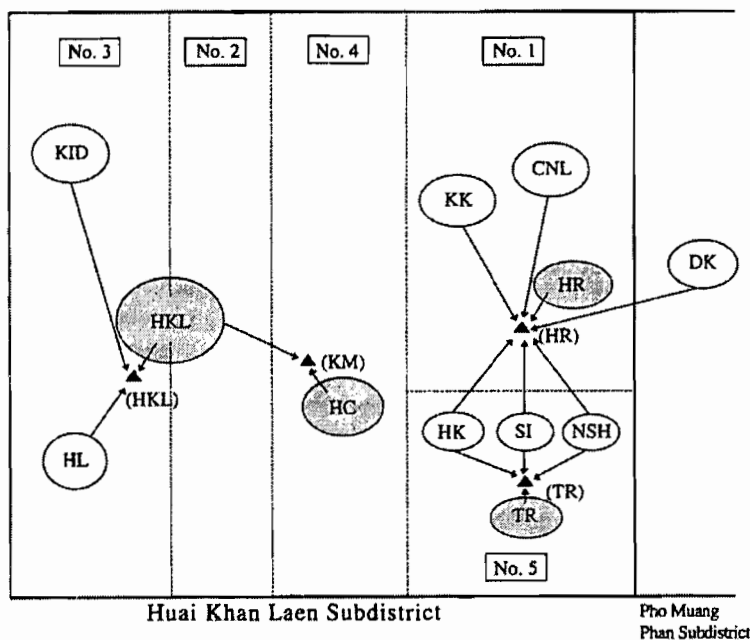 No. 3
No. 2
No. 4
No. 1
KID
CNL
KK
DK
HR
HKL
(HR)
(KM)
(HKL)
HC
HK
SI
NSH
HL
(TR)
TR
No. 5
Huai Khan Laen Subdistrict
Pho Muang
Phan Subdistrict